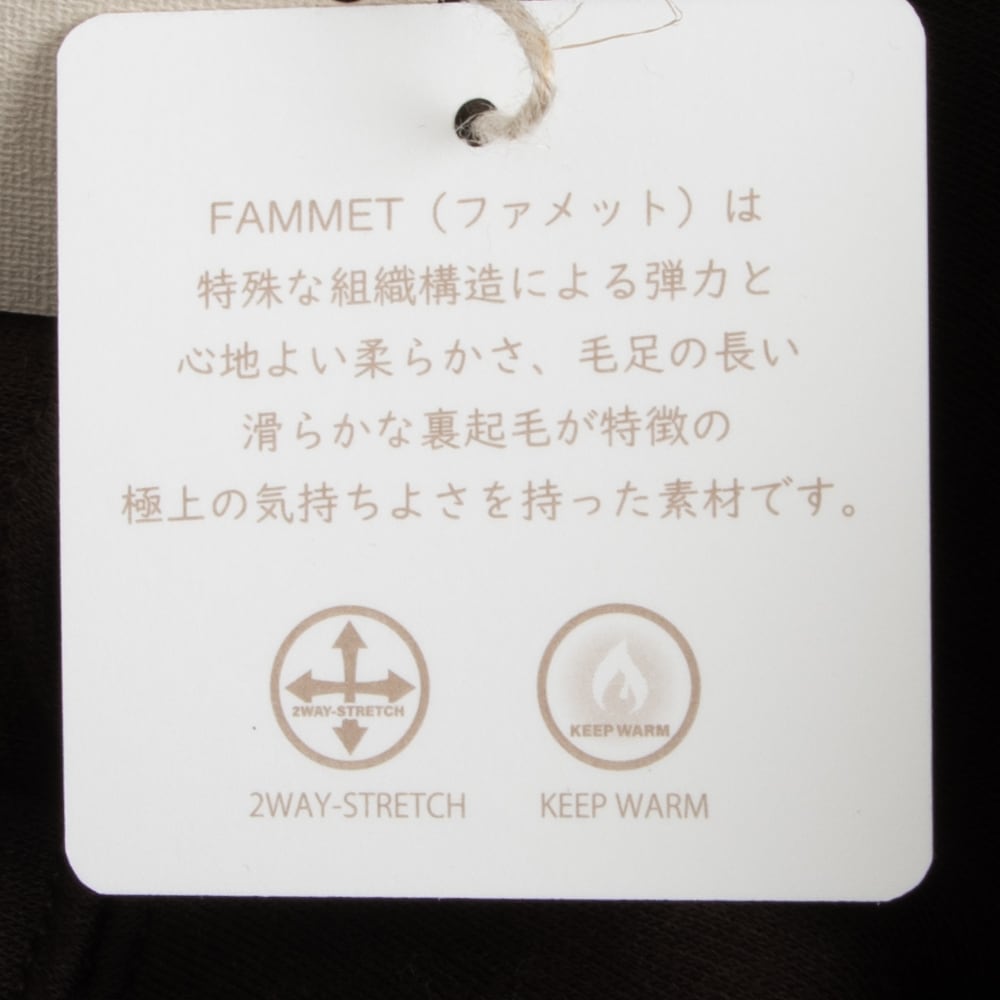 FAMMET（ファメット）は
特殊な組織構造による弾力と
心地よい柔らかさ、毛足の長い
滑らかな裏起毛が特徴の
極上の気持ちよさを持った素材です。
2WAY-STRETCH
KEEP WARM
2WAY-STRETCH
KEEP WARM